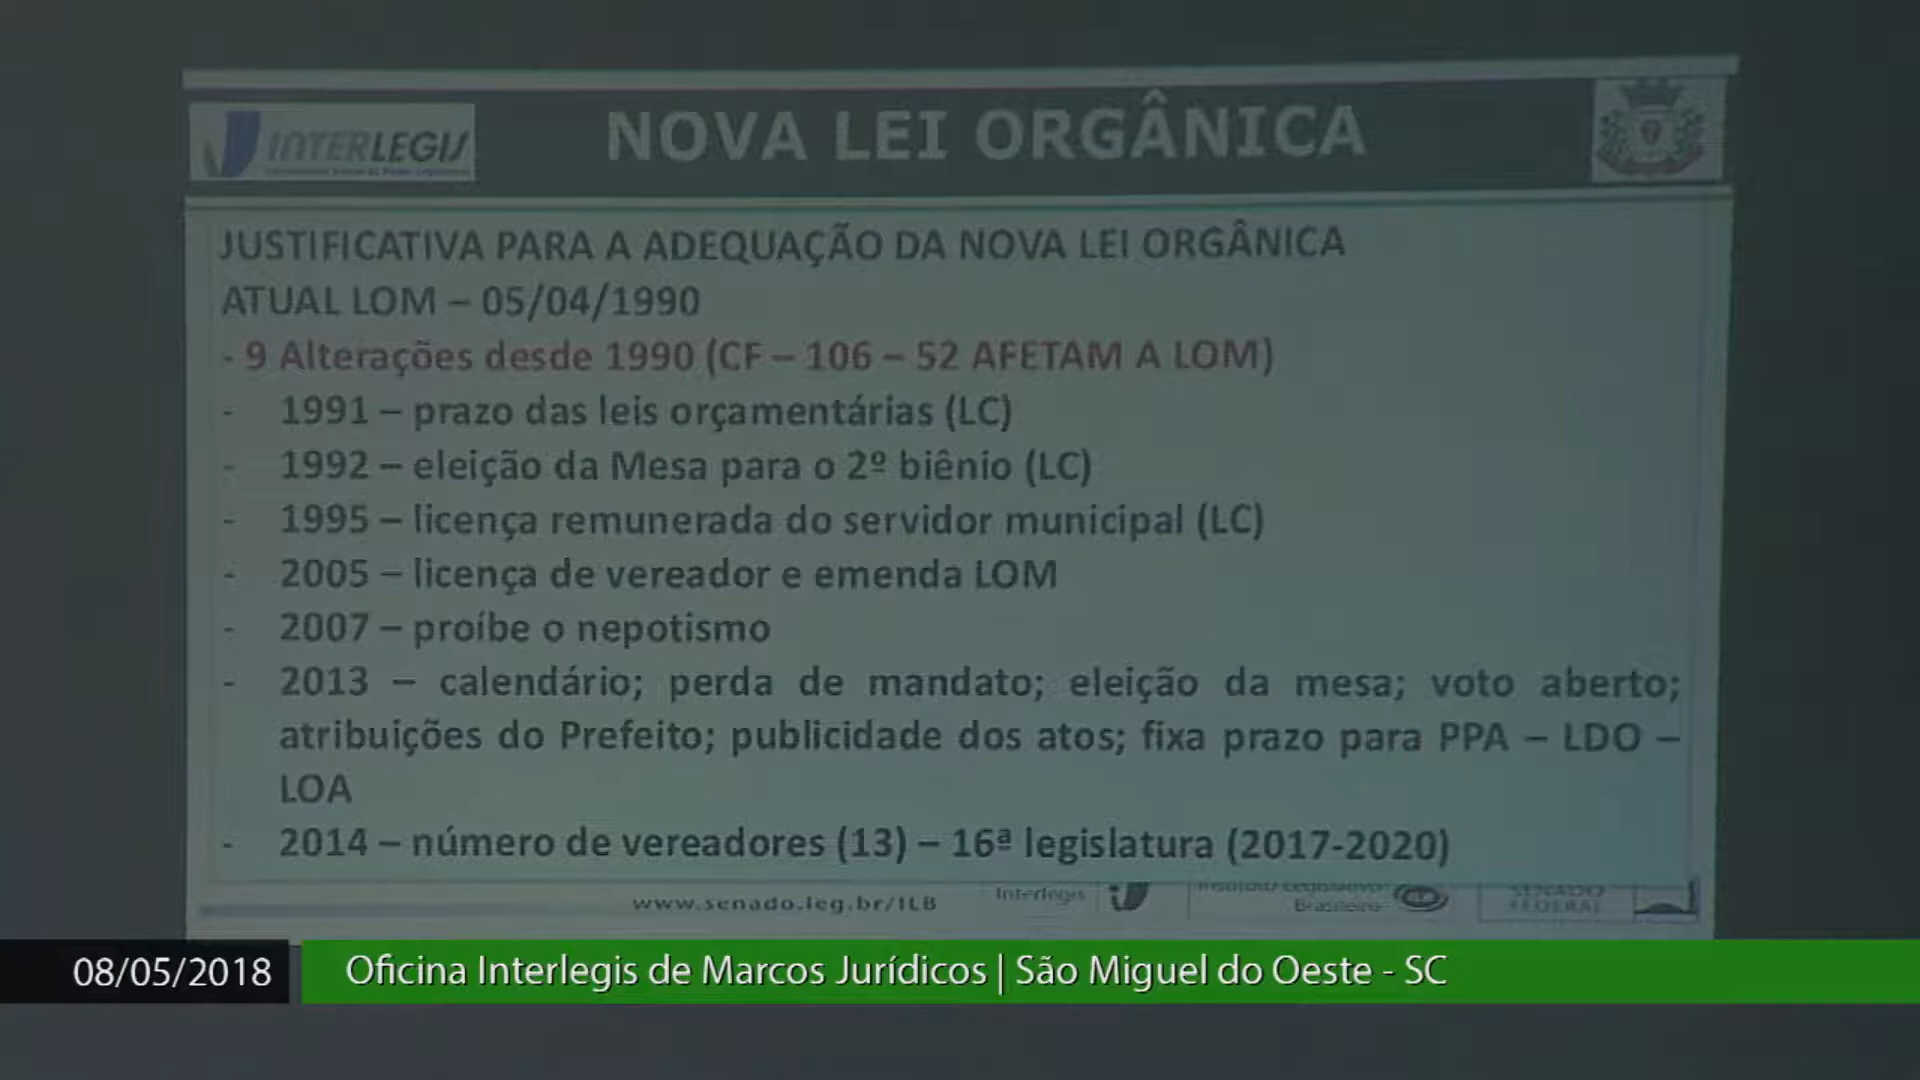 INTERLEGIS
NOVA LEI ORGÂNICA
JUSTIFICATIVA PARA A ADEQUAÇÃO DA NOVA LEI ORGÂNICA
ATUAL LOM – 05/04/1990
- 9 Alterações desde 1990 (CF – 106 – 52 AFETAM A LOM)
- 1991 – prazo das leis orçamentárias (LC)
- 1992 – eleição da Mesa para o 2º biênio (LC)
- 1995 – licença remunerada do servidor municipal (LC)
- 2005 – licença de vereador e emenda LOM
- 2007 – proíbe o nepotismo
- 2013 – calendário; perda de mandato; eleição da mesa; voto aberto;
atribuições do Prefeito; publicidade dos atos; fixa prazo para PPA – LDO –
LOA
- 2014 – número de vereadores (13) – 16ª legislatura (2017-2020)
www.senado.leg.br/ILB
Interlegis
Instituto Legislativo
Brasileiro
SENADO
FEDERAL
08/05/2018
Oficina Interlegis de Marcos Jurídicos | São Miguel do Oeste - SC